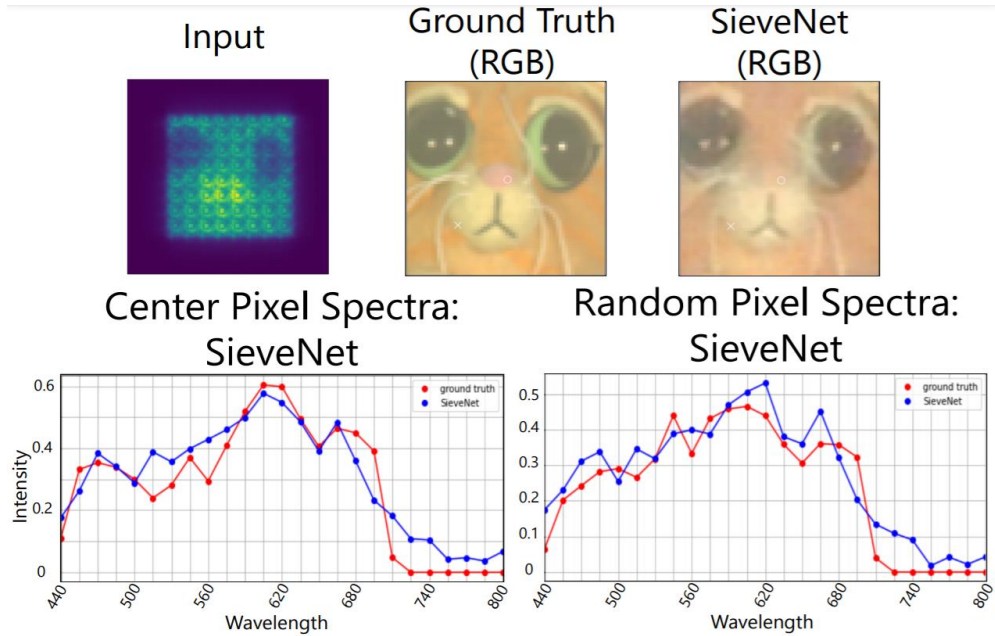 Input
Ground Truth
(RGB)
SieveNet
(RGB)
Center Pixel Spectra:
SieveNet
Random Pixel Spectra:
SieveNet
0.6
0.4
0.2
0
Intensity
ground truth
SieveNet
440
500
560
620
680
740
800
Wavelength
0.5
0.4
0.3
0.2
0.1
0
ground truth
SieveNet
440
500
560
620
680
740
800
Wavelength